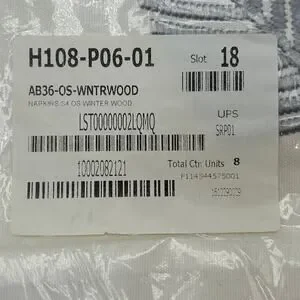 H108-P06-01 Slot 18
AB36-OS-WNTRWOOD
NAPKINS S4 OS WINTER WOOD
LST00000002LQMQ
UPS
SRP01
10002082121
Total Ctn Units 8